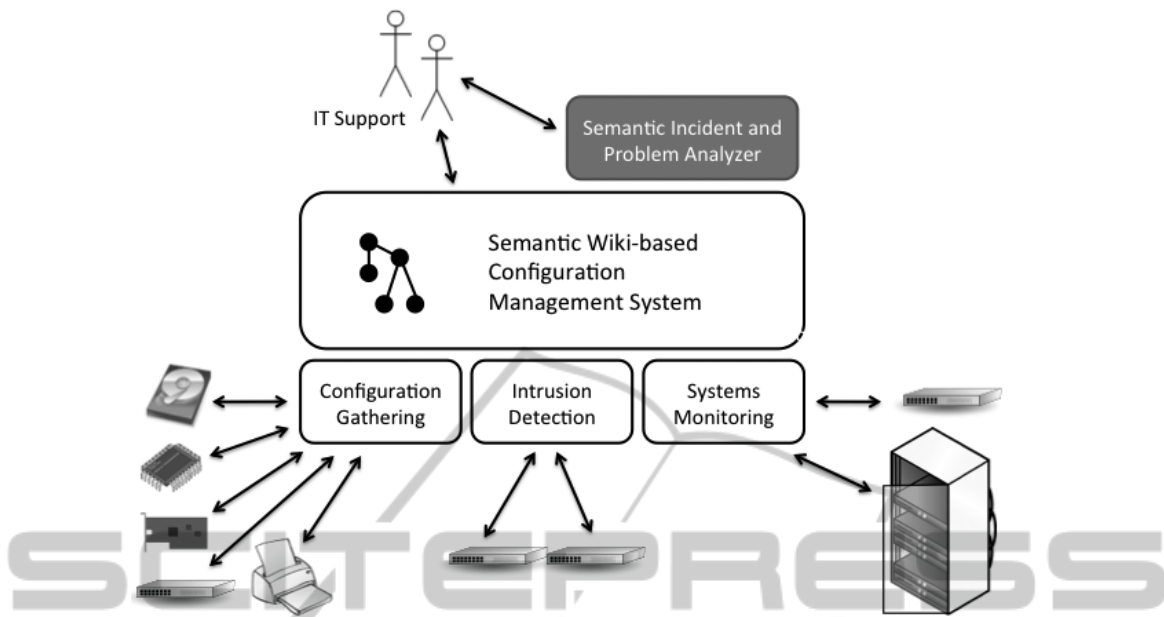 IT Support
Semantic Incident and
Problem Analyzer
Semantic Wiki-based
Configuration
Management System
Configuration
Gathering
Intrusion
Detection
Systems
Monitoring
SCITEPRESS